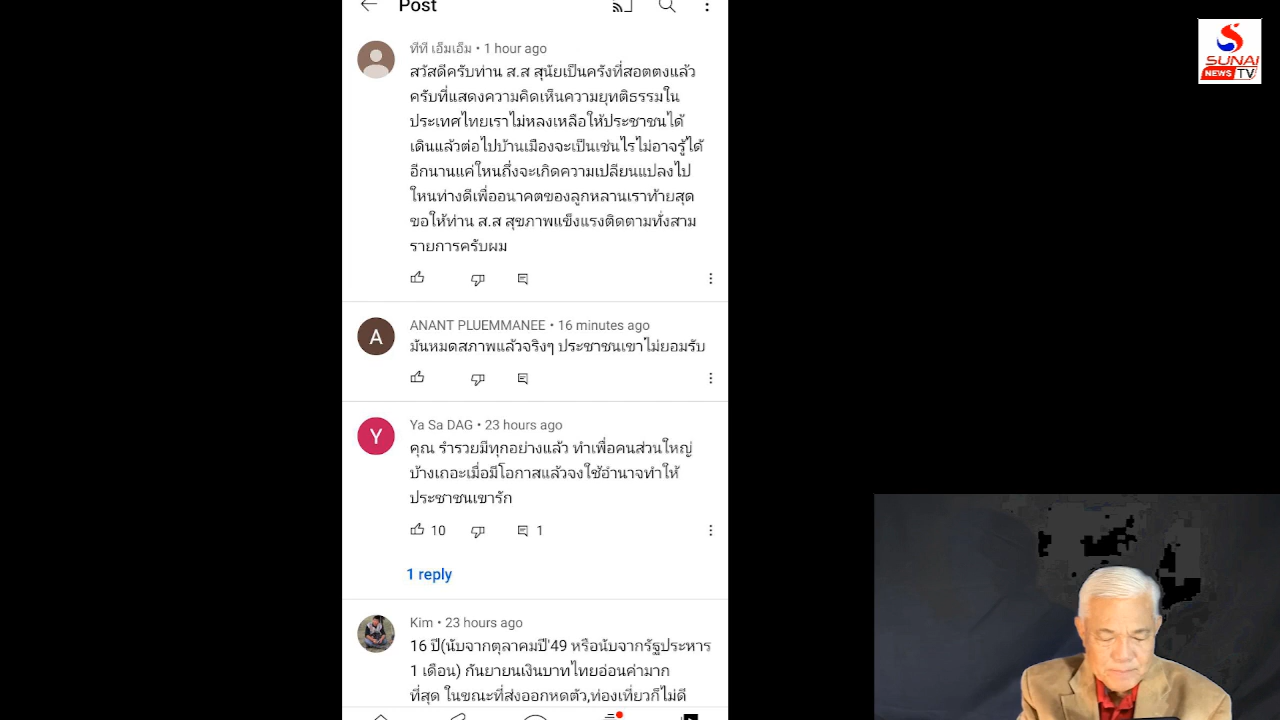 Post
SUNAI
NEWS TV
ทีที เอ็มเอ็ม • 1 hour ago
สวัสดีครับท่าน ส.ส สุนัยเป็นครั้งที่สอตตงแล้ว
ครับที่แสดงความคิดเห็นความยุทติธรรมใน
ประเทศไทยเราไม่หลงเหลือให้ประชาชนได้
เดินแล้วต่อไปบ้านเมืองจะเป็นเช่นไรไม่อาจรู้ได้
อีกนานแค่ใหนถึ่งจะเกิดความเปลียนแปลงไป
ใหนท่างดีเพื่ออนาคตของลูกหลานเราท้ายสุด
ขอให้ท่าน ส.ส สุขภาพแข็งแรงติดตามทั่งสาม
รายการครับผม
A
ANANT PLUEMMANEE • 16 minutes ago
มันหมดสภาพแล้วจริงๆ ประชาชนเขาไม่ยอมรับ
Y
Ya Sa DAG • 23 hours ago
คุณ ร่ำรวยมีทุกอย่างแล้ว ทำเพื่อคนส่วนใหญ่
บ้างเถอะเมื่อมีโอกาสแล้วจงใช้อำนาจทำให้
ประชาชนเขารัก
10 1
1 reply
Kim • 23 hours ago
16 ปี(นับจากตุลาคมปี'49 หรือนับจากรัฐประหาร
1 เดือน) กันยายนเงินบาทไทยอ่อนค่ามาก
ที่สุด ในขณะที่ส่งออกหดตัว,ท่องเที่ยวก็ไม่ดี